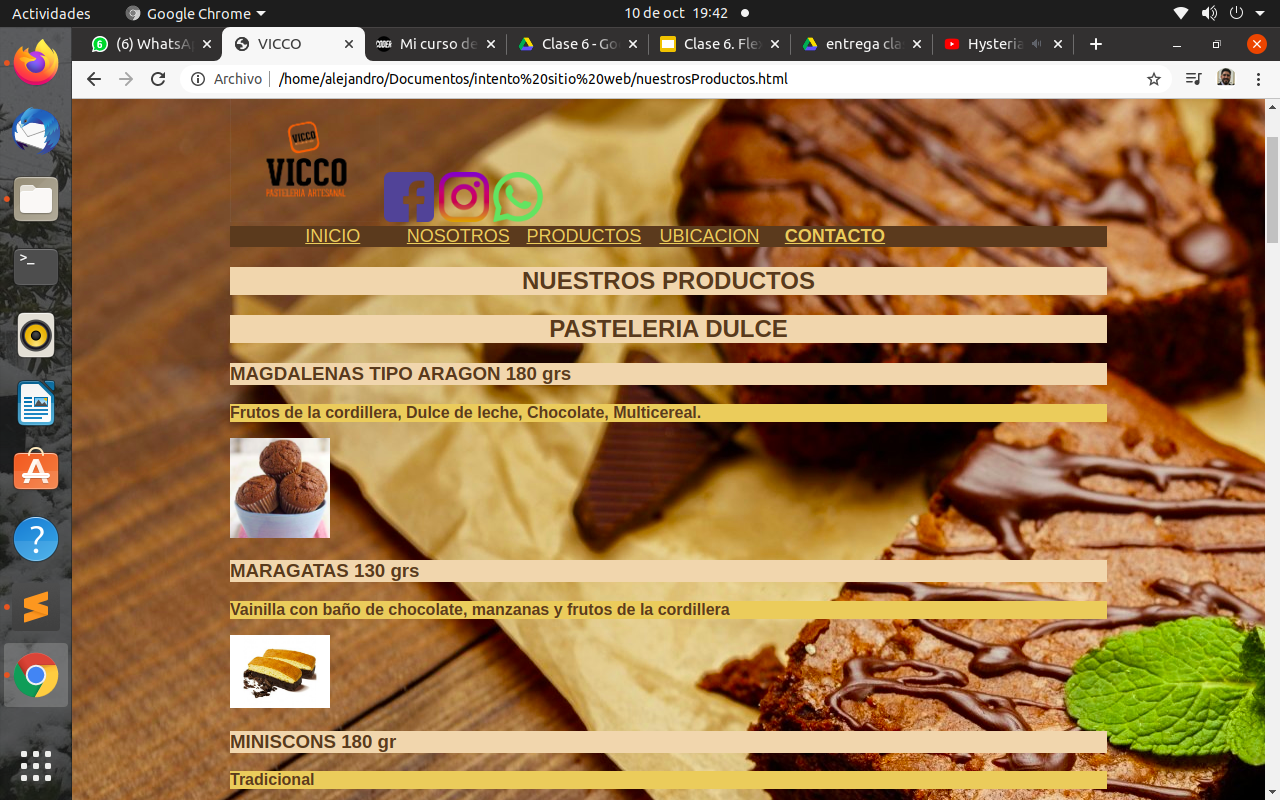 Actividades
Google Chrome
10 de oct 19:42
(6) WhatsA
VICCO
Mi curso de
Clase 6 - Go
Clase 6. Fle
entrega cla
Hysteria
Archivo
/home/alejandro/Documentos/intento%20sitio%20web/nuestrosProductos.html
VICCO
VICCO
PASTELERIA ARTESANAL
INICIO NOSOTROS PRODUCTOS UBICACION CONTACTO
NUESTROS PRODUCTOS
PASTELERIA DULCE
MAGDALENAS TIPO ARAGON 180 grs
Frutos de la cordillera, Dulce de leche, Chocolate, Multicereal.
MARAGATAS 130 grs
Vainilla con baño de chocolate, manzanas y frutos de la cordillera
MINISCONS 180 gr
Tradicional